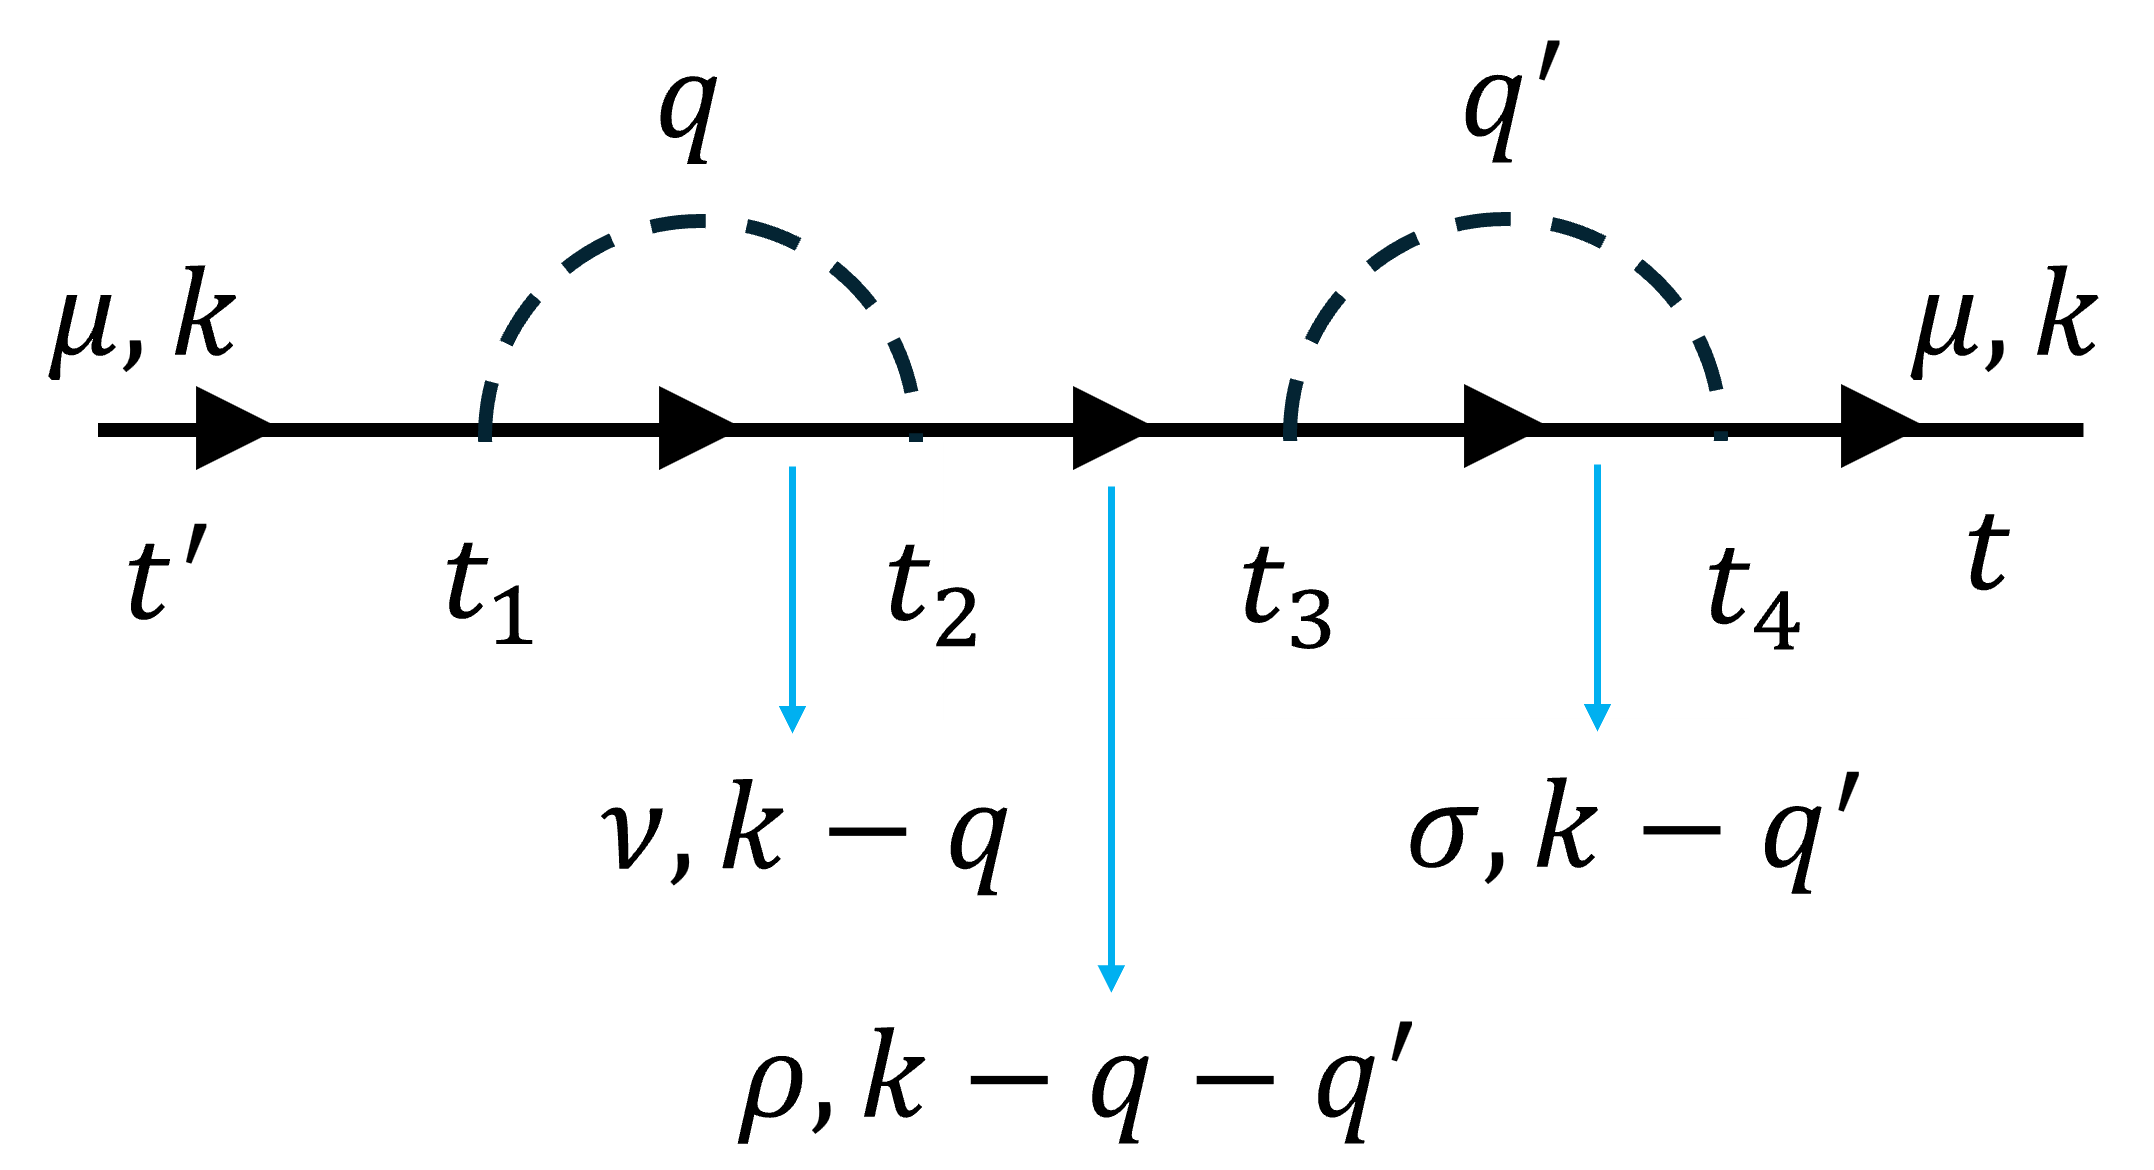 q q′
μ, k μ, k
t′ t₁ t₂ t₃ t₄ t
ν, k − q σ, k − q′
ρ, k − q − q′